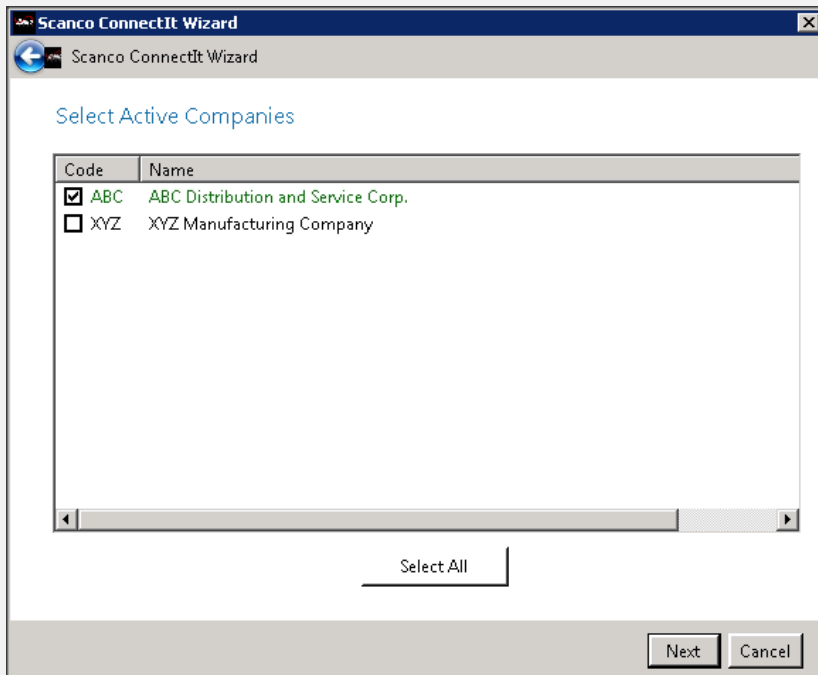 Scanco ConnectIt Wizard
Scanco ConnectIt Wizard
Select Active Companies
Code Name
ABC ABC Distribution and Service Corp.
XYZ XYZ Manufacturing Company
Select All
Next Cancel